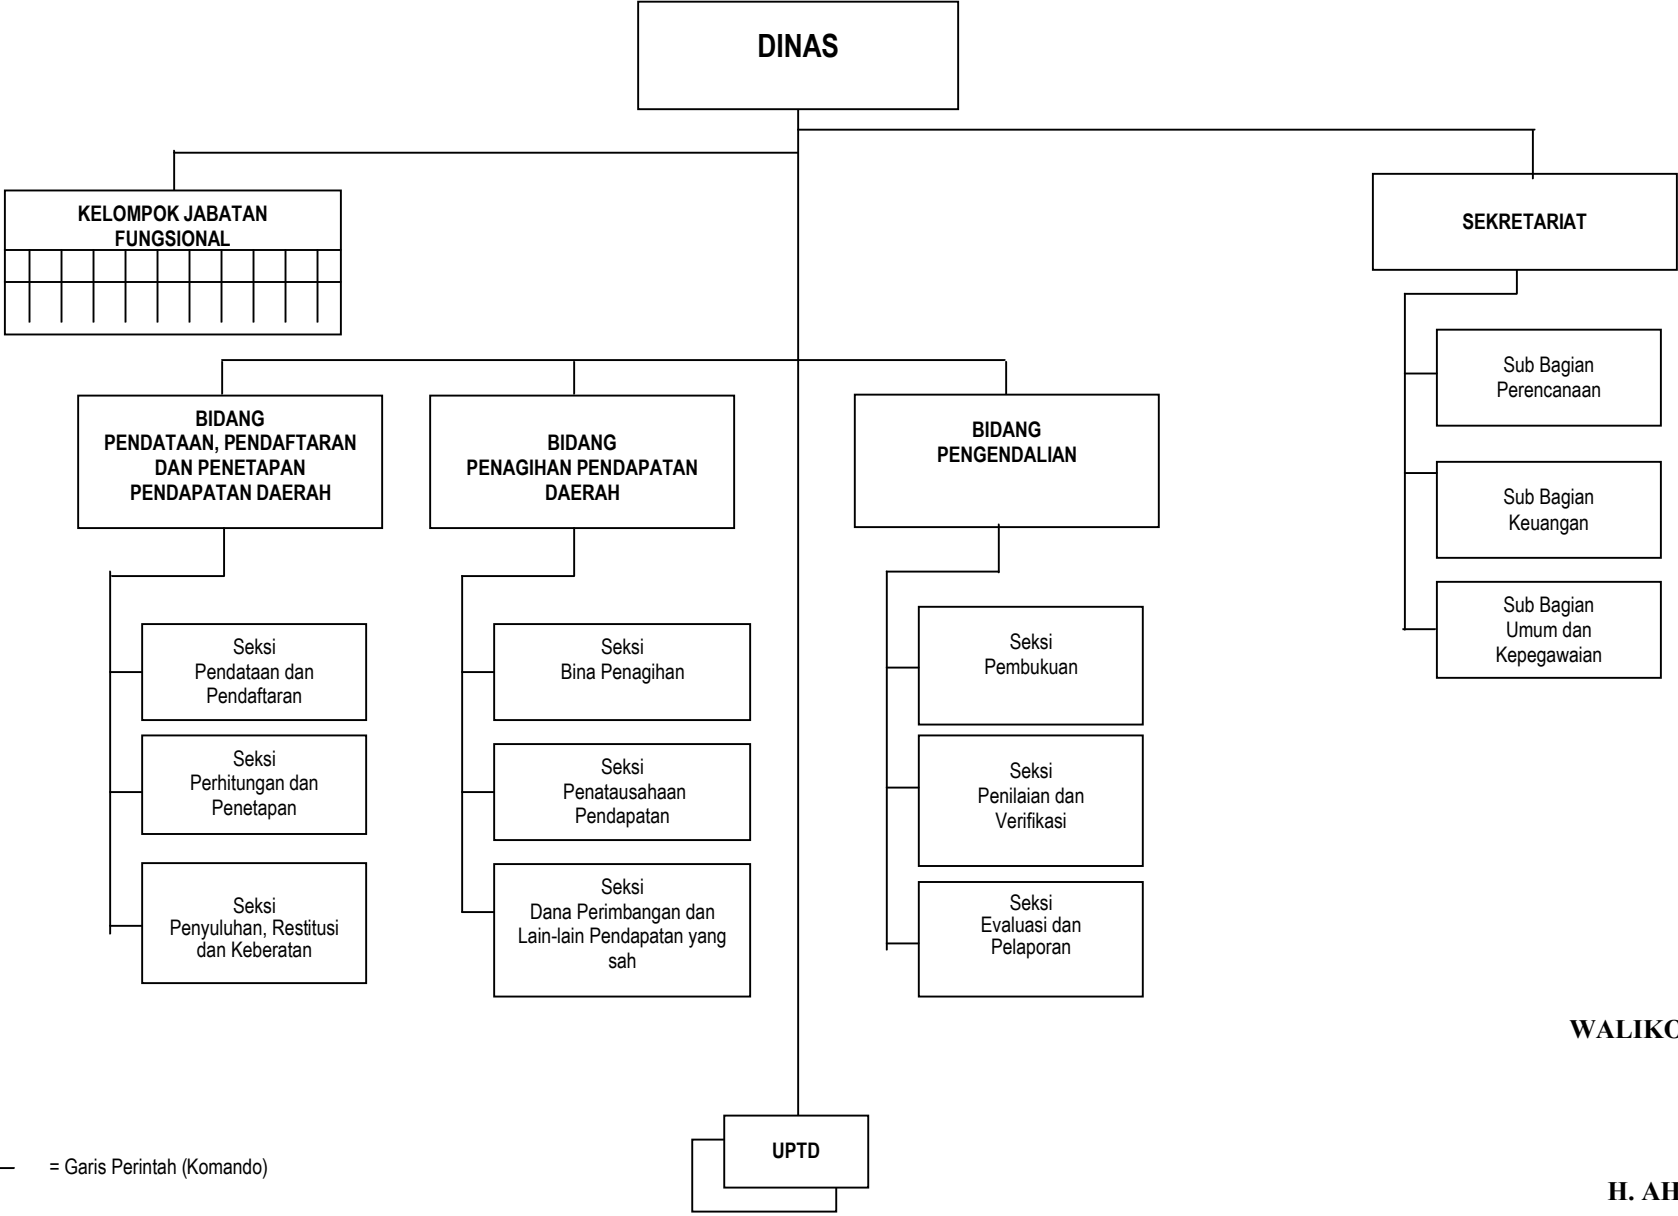 DINAS
KELOMPOK JABATAN
FUNGSIONAL
SEKRETARIAT
Sub Bagian
Perencanaan
Sub Bagian
Keuangan
Sub Bagian
Umum dan
Kepegawaian
BIDANG
PENDATAAN, PENDAFTARAN
DAN PENETAPAN
PENDAPATAN DAERAH
BIDANG
PENAGIHAN PENDAPATAN
DAERAH
BIDANG
PENGENDALIAN
Seksi
Pendataan dan
Pendaftaran
Seksi
Perhitungan dan
Penetapan
Seksi
Penyuluhan, Restitusi
dan Keberatan
Seksi
Bina Penagihan
Seksi
Penatausahaan
Pendapatan
Seksi
Dana Perimbangan dan
Lain-lain Pendapatan yang
sah
Seksi
Pembukuan
Seksi
Penilaian dan
Verifikasi
Seksi
Evaluasi dan
Pelaporan
WALIKO
UPTD
= Garis Perintah (Komando)
H. AH